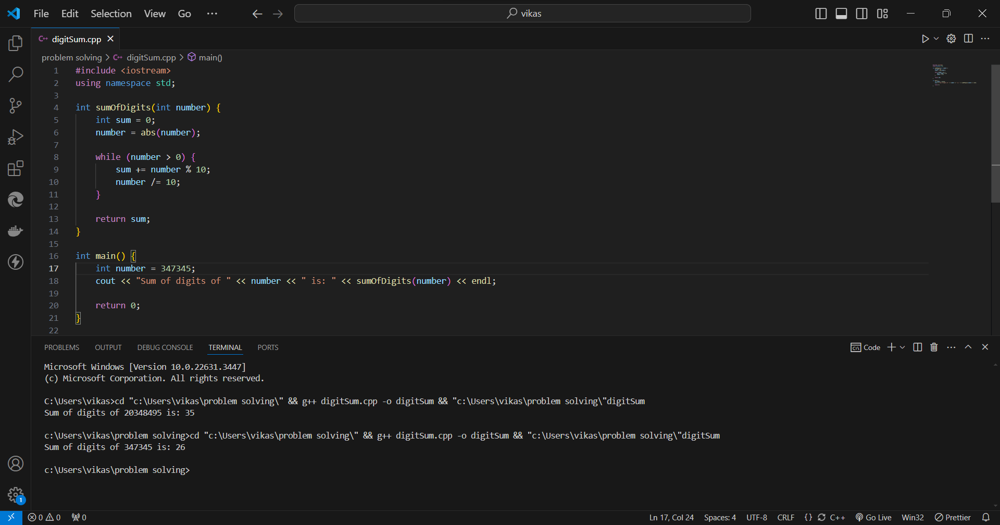 File Edit Selection View Go ··· vikas
C++ digitSum.cpp
problem solving > C++ digitSum.cpp > main()
1 #include <iostream>
2 using namespace std;
3
4 int sumOfDigits(int number) {
5 int sum = 0;
6 number = abs(number);
7
8 while (number > 0) {
9 sum += number % 10;
10 number /= 10;
11 }
12
13 return sum;
14 }
15
16 int main() {
17 int number = 347345;
18 cout << "Sum of digits of " << number << " is: " << sumOfDigits(number) << endl;
19
20 return 0;
21 }
22
PROBLEMS OUTPUT DEBUG CONSOLE TERMINAL PORTS Code
Microsoft Windows [Version 10.0.22631.3447]
(c) Microsoft Corporation. All rights reserved.
C:\Users\vikas>cd "c:\Users\vikas\problem solving\" && g++ digitSum.cpp -o digitSum && "c:\Users\vikas\problem solving\"digitSum
Sum of digits of 20348495 is: 35
c:\Users\vikas\problem solving>cd "c:\Users\vikas\problem solving\" && g++ digitSum.cpp -o digitSum && "c:\Users\vikas\problem solving\"digitSum
Sum of digits of 347345 is: 26
c:\Users\vikas\problem solving>
1
0 0 0 Ln 17, Col 24 Spaces: 4 UTF-8 CRLF {} C++ Go Live Win32 Prettier